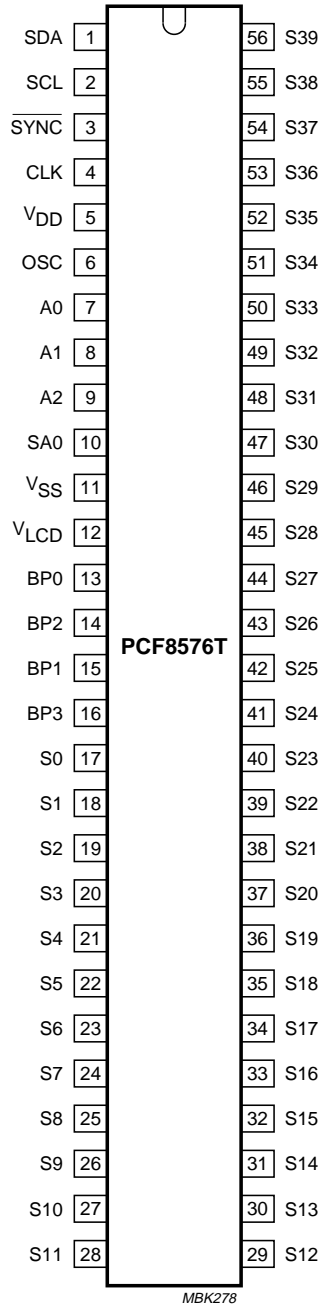 SDA 1 56 S39
SCL 2 55 S38
S̅Y̅N̅C̅ 3 54 S37
CLK 4 53 S36
VDD 5 52 S35
OSC 6 51 S34
A0 7 50 S33
A1 8 49 S32
A2 9 48 S31
SA0 10 47 S30
VSS 11 46 S29
VLCD 12 45 S28
BP0 13 44 S27
BP2 14 43 S26
PCF8576T
BP1 15 42 S25
BP3 16 41 S24
S0 17 40 S23
S1 18 39 S22
S2 19 38 S21
S3 20 37 S20
S4 21 36 S19
S5 22 35 S18
S6 23 34 S17
S7 24 33 S16
S8 25 32 S15
S9 26 31 S14
S10 27 30 S13
S11 28 29 S12
MBK278